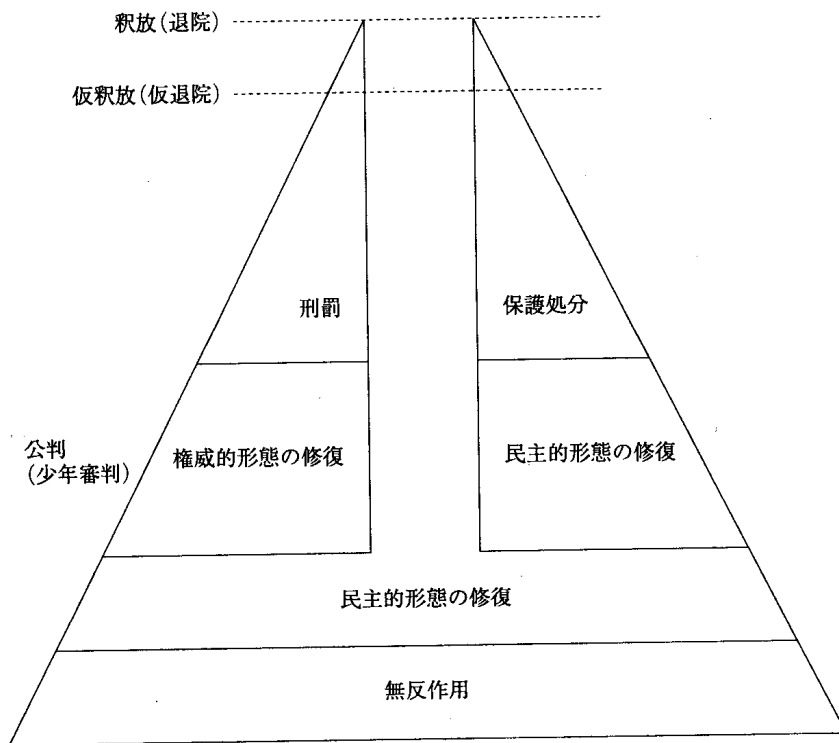 釈放(退院)
仮釈放(仮退院)
刑罰
保護処分
公判
(少年審判)
権威的形態の修復
民主的形態の修復
民主的形態の修復
無反作用